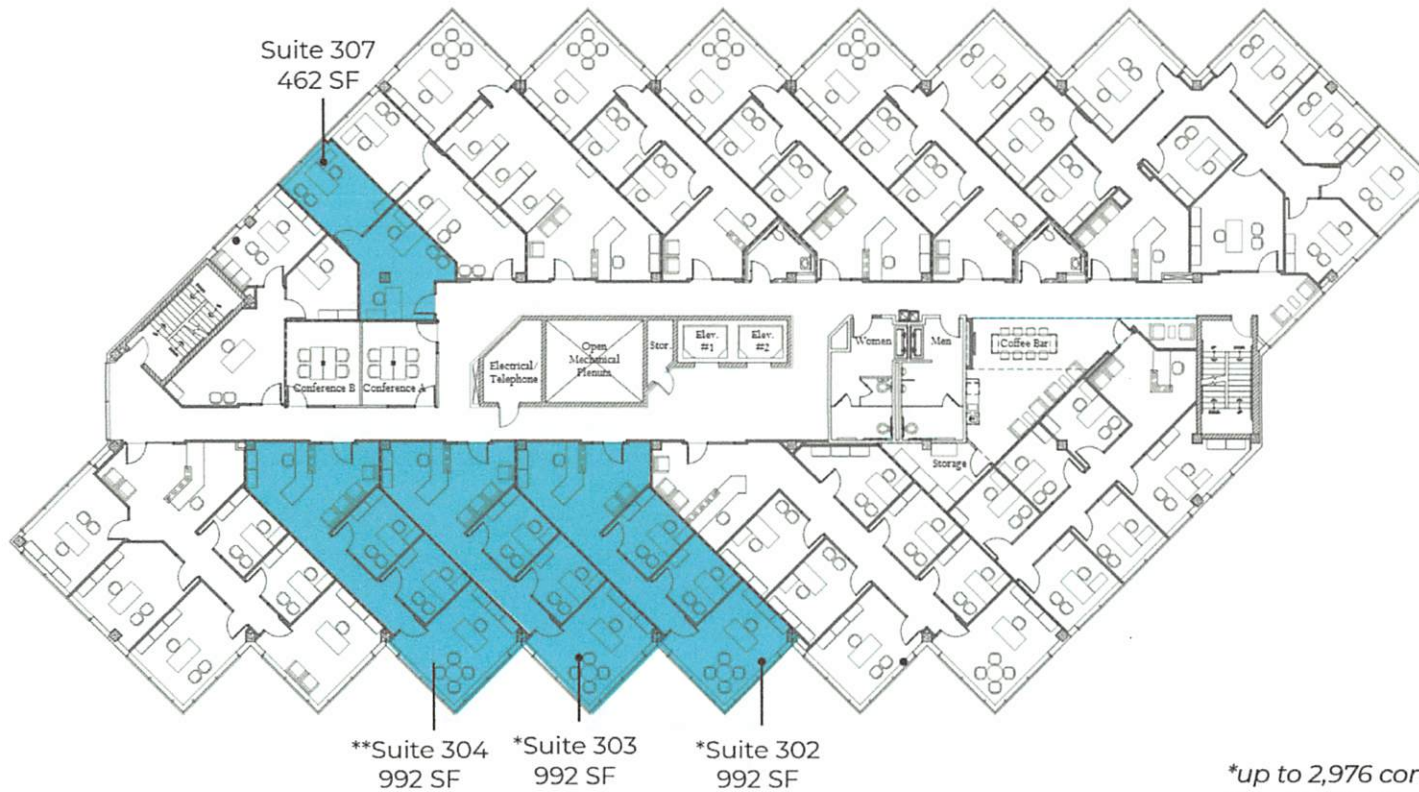 Suite 307
462 SF
Women
Men
Coffee Bar
Elev.
#1
Elev.
#2
Stor.
Open
Mechanical
Plenum
Electrical/
Telephone
Conference B
Conference A
Storage
**Suite 304
992 SF
*Suite 303
992 SF
*Suite 302
992 SF
*up to 2,976 con